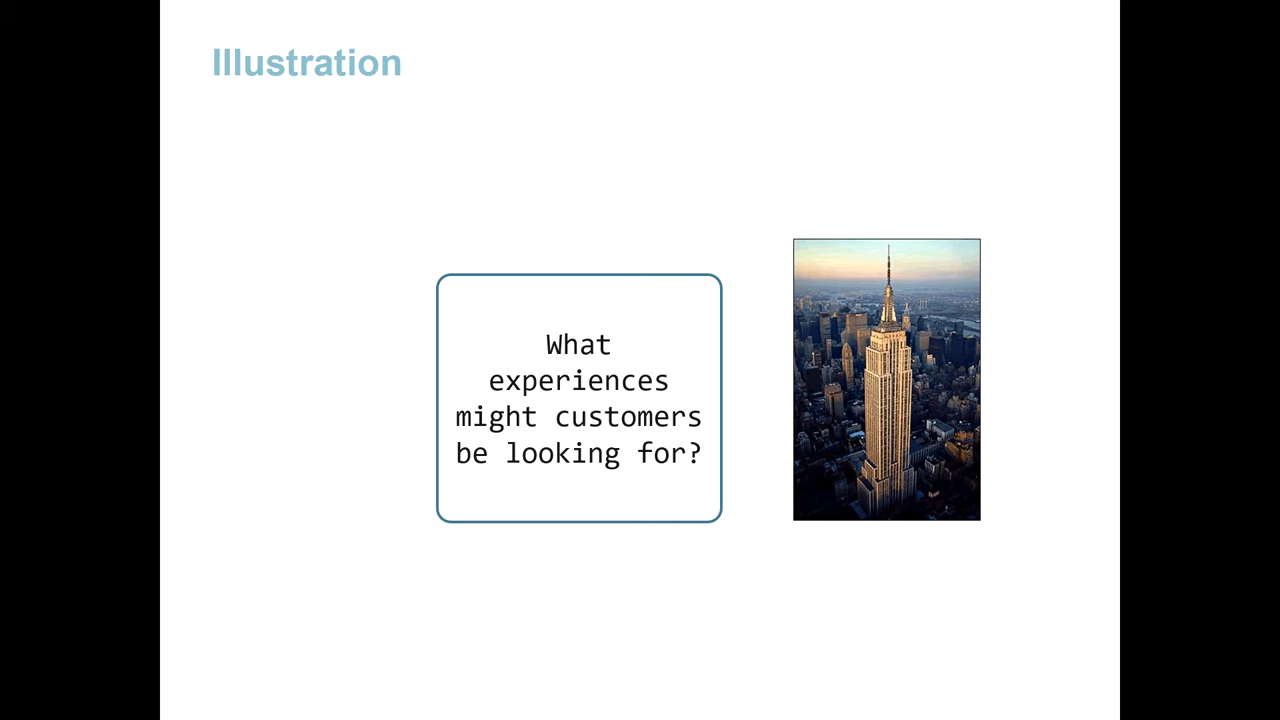 Illustration
What
experiences
might customers
be looking for?